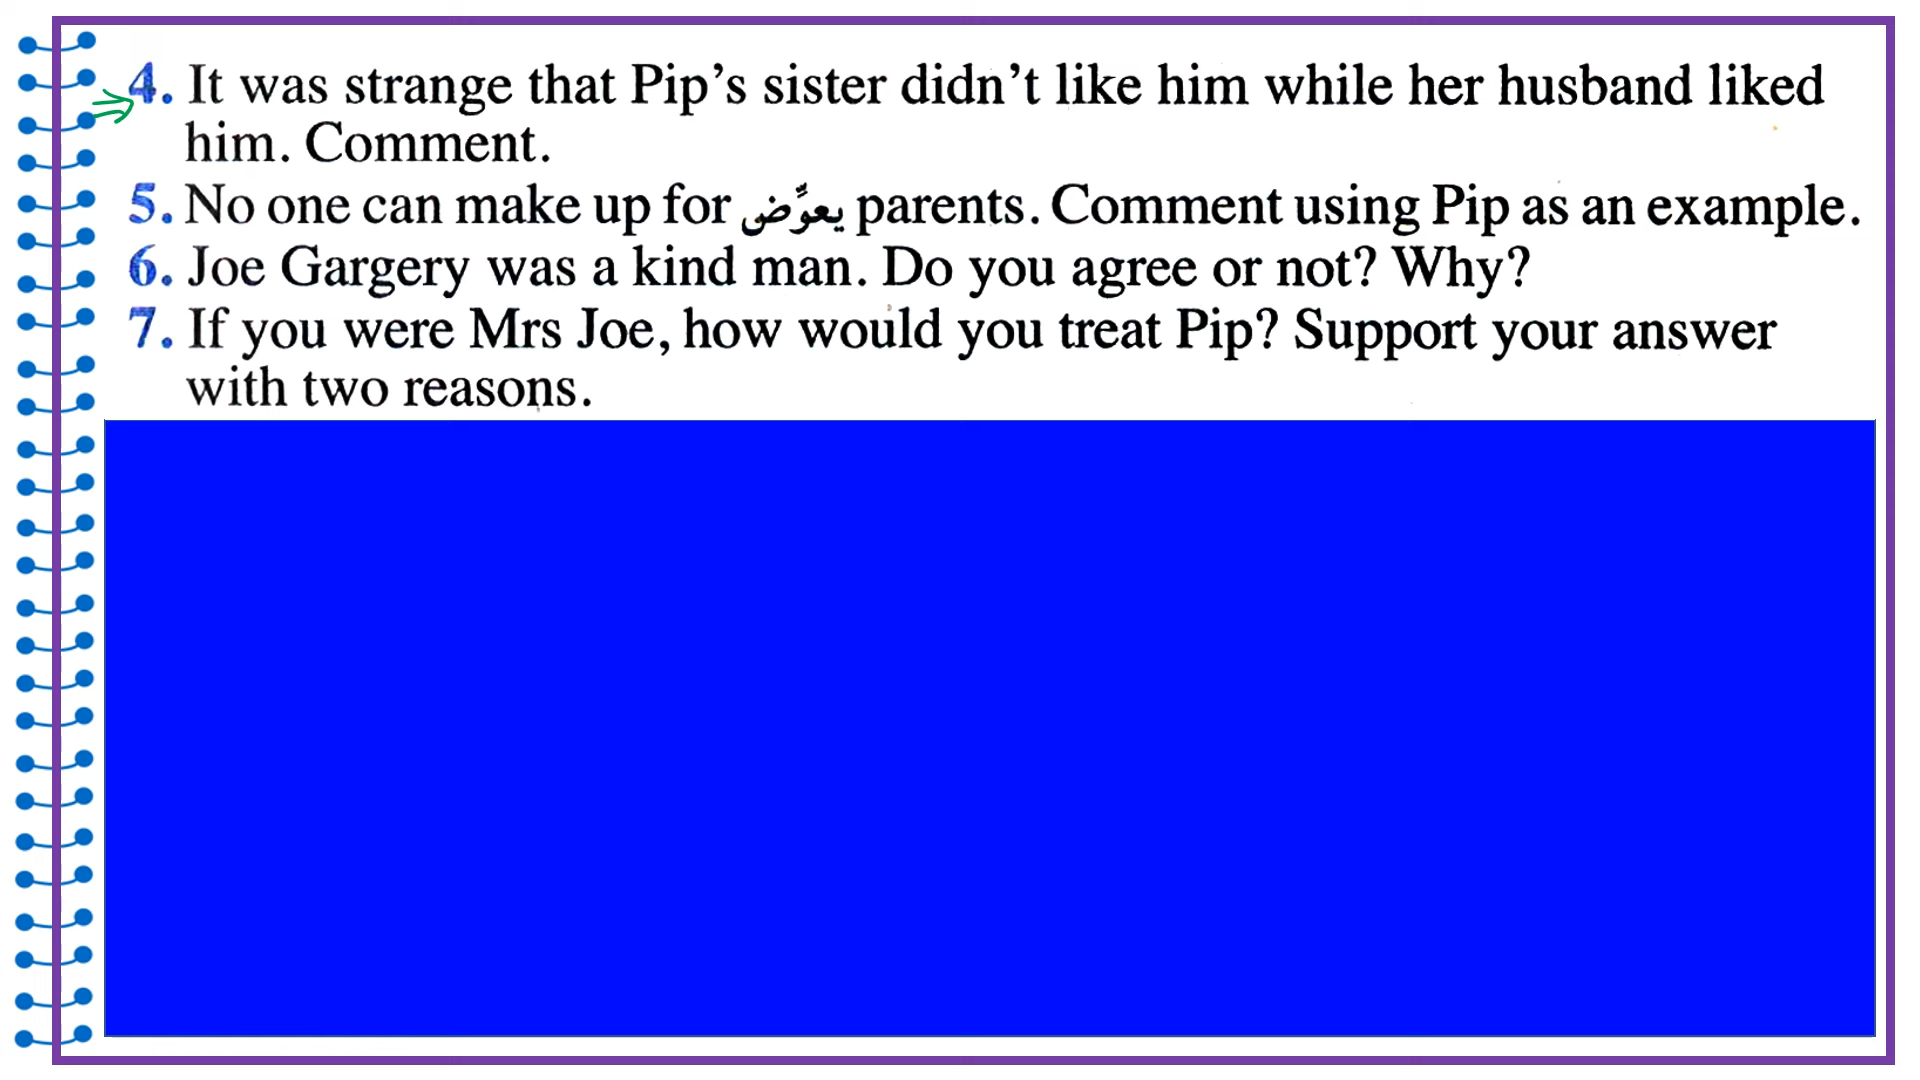 4. It was strange that Pip’s sister didn’t like him while her husband liked
him. Comment.
5. No one can make up for يعوِّض parents. Comment using Pip as an example.
6. Joe Gargery was a kind man. Do you agree or not? Why?
7. If you were Mrs Joe, how would you treat Pip? Support your answer
with two reasons.